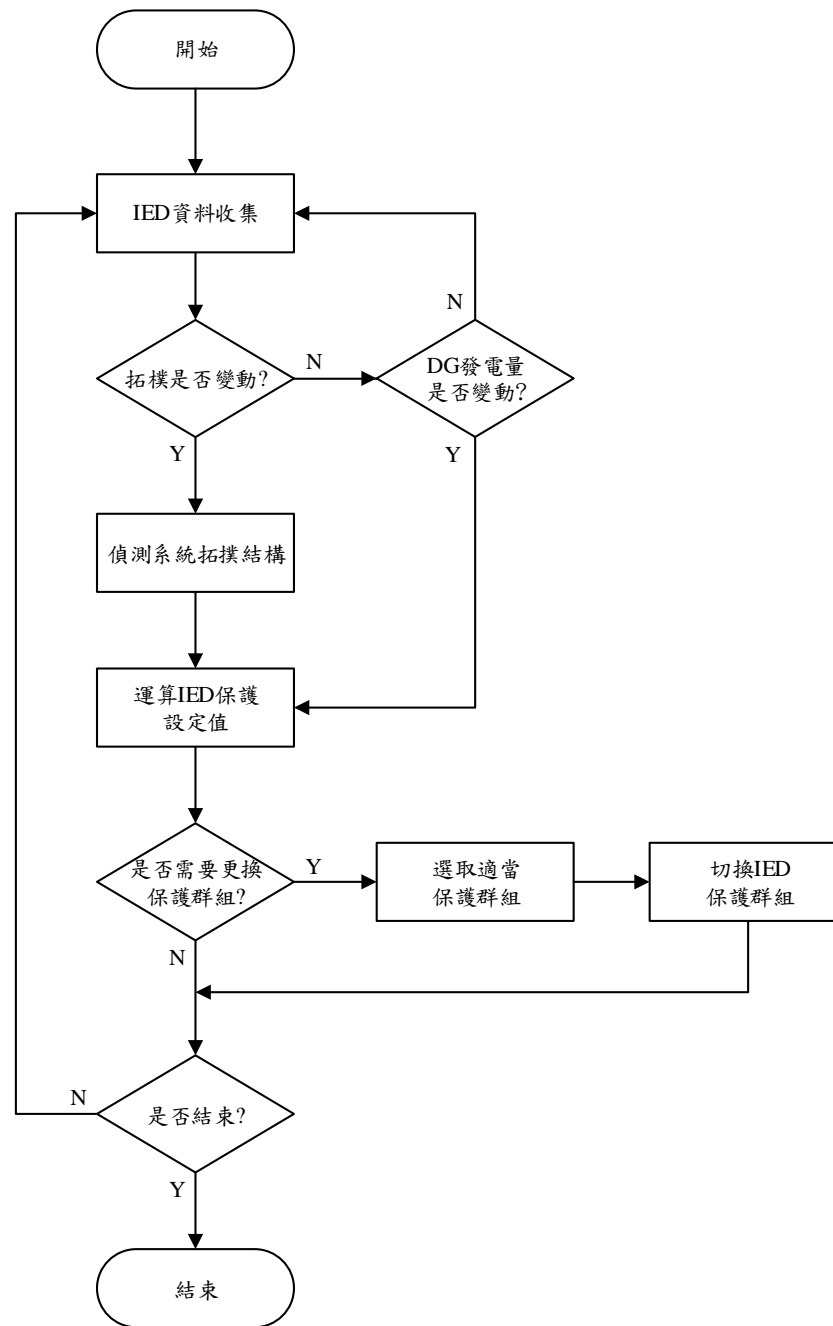 開始
IED資料收集
N
拓樸是否變動?
N
DG發電量
是否變動?
Y
Y
偵測系統拓撲結構
運算IED保護
設定值
是否需要更換
保護群組?
Y
選取適當
保護群組
切換IED
保護群組
N
N
是否結束?
Y
結束